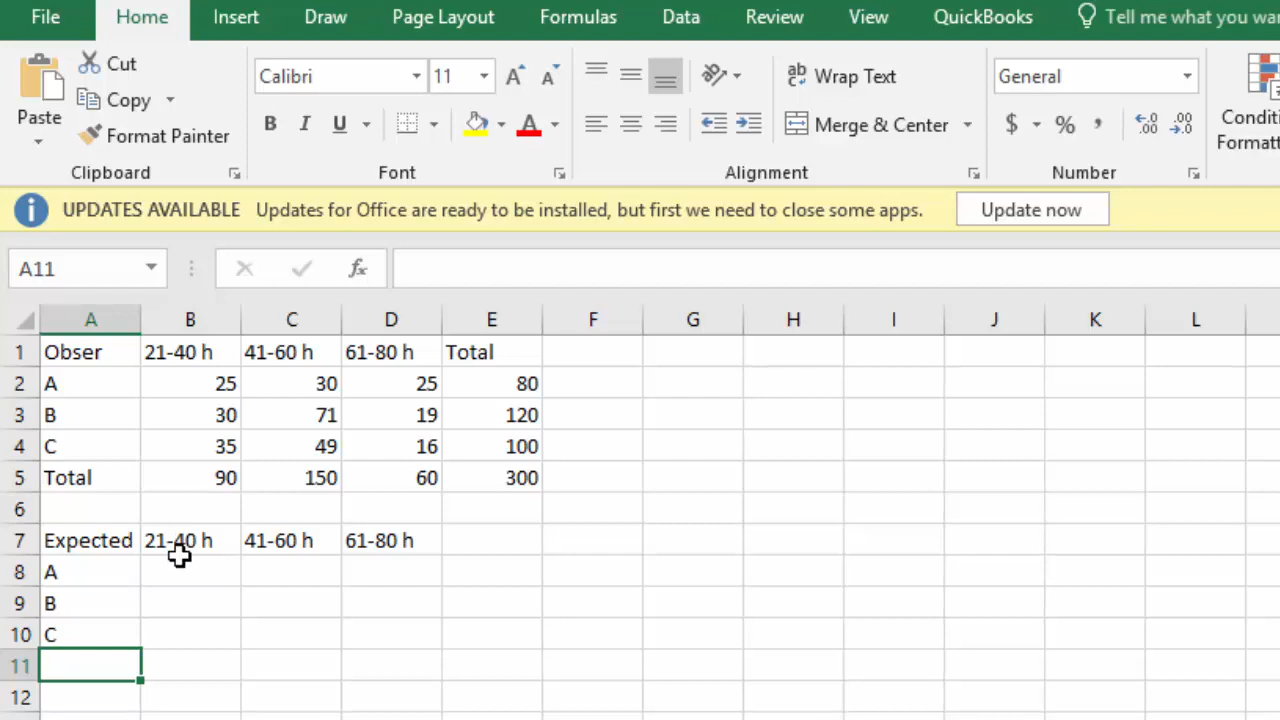 File Home Insert Draw Page Layout Formulas Data Review View QuickBooks Tell me what you
Cut
Copy
Format Painter
Paste
Clipboard
Calibri 11
B I U A
Font
Wrap Text
Merge & Center
Alignment
General
$ % ,
Number
UPDATES AVAILABLE Updates for Office are ready to be installed, but first we need to close some apps. Update now
A11 fx
A B C D E F G H I J K L
1 Obser 21-40 h 41-60 h 61-80 h Total
2 A 25 30 25 80
3 B 30 71 19 120
4 C 35 49 16 100
5 Total 90 150 60 300
6
7 Expected 21-40 h 41-60 h 61-80 h
8 A
9 B
10 C
11
12